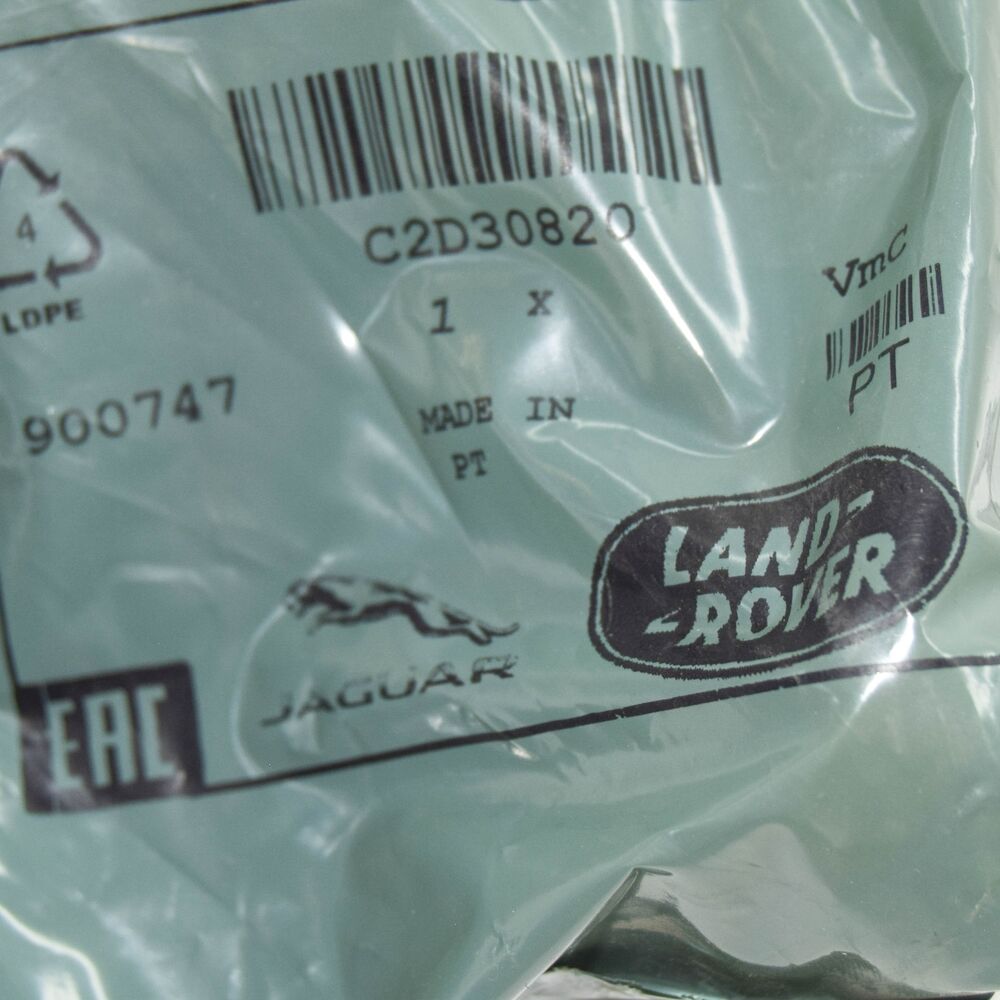 C2D30820
4
LDPE
1 X
VmC
PT
900747
MADE IN
PT
LAND-
-ROVER
JAGUAR
EAC